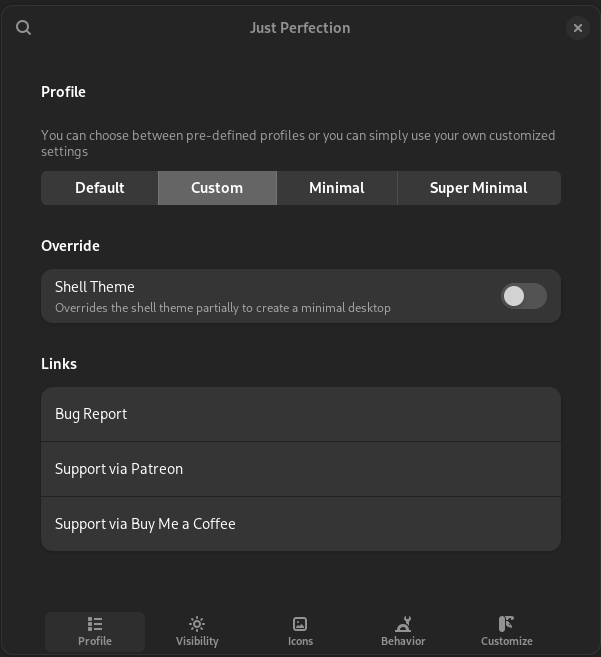 Just Perfection
Profile
You can choose between pre-defined profiles or you can simply use your own customized
settings
Default Custom Minimal Super Minimal
Override
Shell Theme
Overrides the shell theme partially to create a minimal desktop
Links
Bug Report
Support via Patreon
Support via Buy Me a Coffee
Profile Visibility Icons Behavior Customize